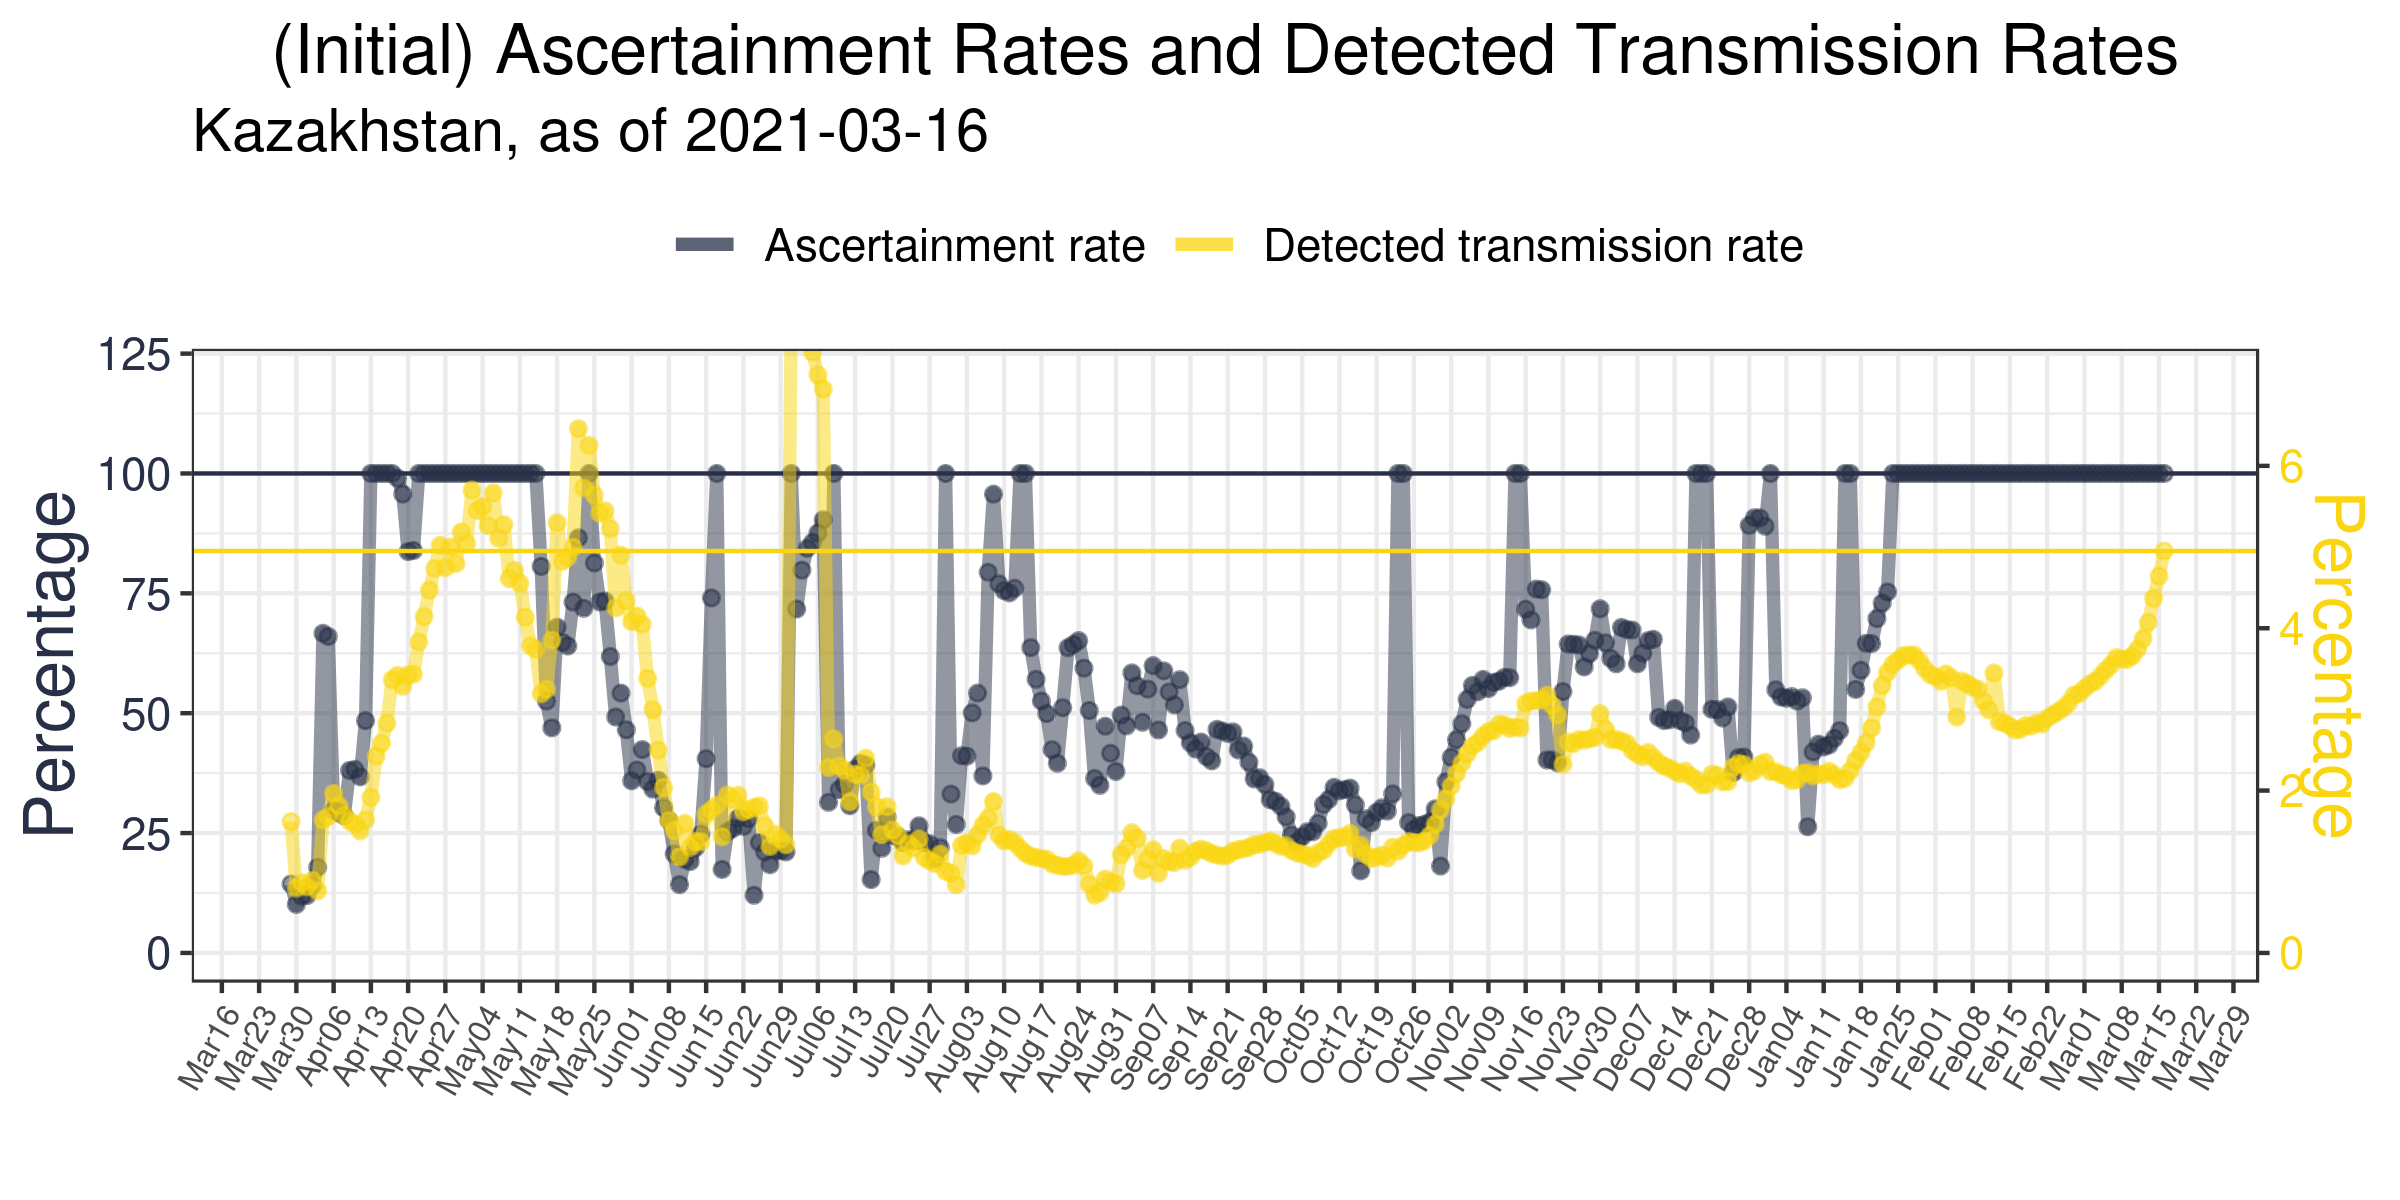 (Initial) Ascertainment Rates and Detected Transmission Rates
Kazakhstan, as of 2021-03-16
Ascertainment rate
Detected transmission rate
125
100
75
50
25
0
Percentage
6
4
2
0
Percentage
Mar16
Mar23
Mar30
Apr06
Apr13
Apr20
Apr27
May04
May11
May18
May25
Jun01
Jun08
Jun15
Jun22
Jun29
Jul06
Jul13
Jul20
Jul27
Aug03
Aug10
Aug17
Aug24
Aug31
Sep07
Sep14
Sep21
Sep28
Oct05
Oct12
Oct19
Oct26
Nov02
Nov09
Nov16
Nov23
Nov30
Dec07
Dec14
Dec21
Dec28
Jan04
Jan11
Jan18
Jan25
Feb01
Feb08
Feb15
Feb22
Mar01
Mar08
Mar15
Mar22
Mar29